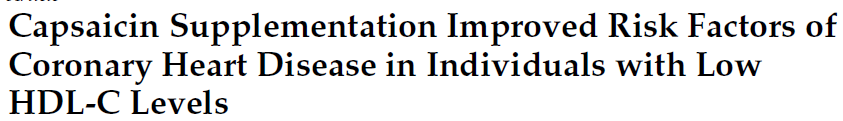 Capsaicin Supplementation Improved Risk Factors of
Coronary Heart Disease in Individuals with Low
HDL-C Levels